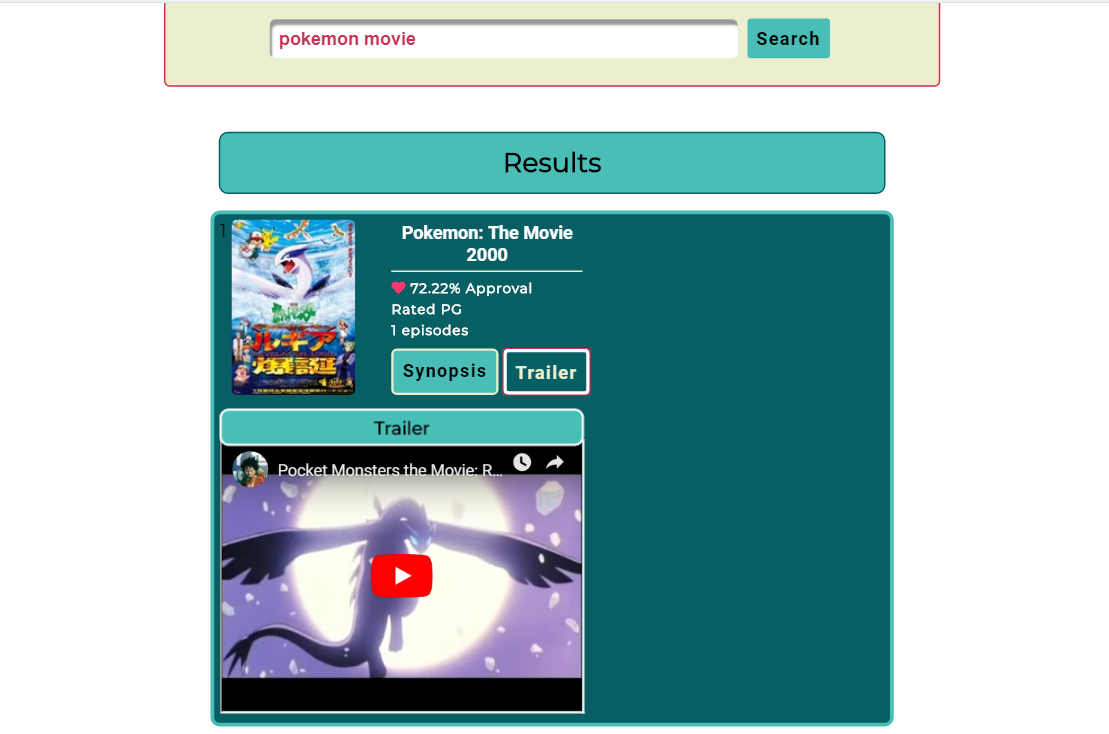 pokemon movie
Search
Results
1
ルギア
爆誕
Pokemon: The Movie
2000
72.22% Approval
Rated PG
1 episodes
Synopsis
Trailer
Trailer
Pocket Monsters the Movie: R...